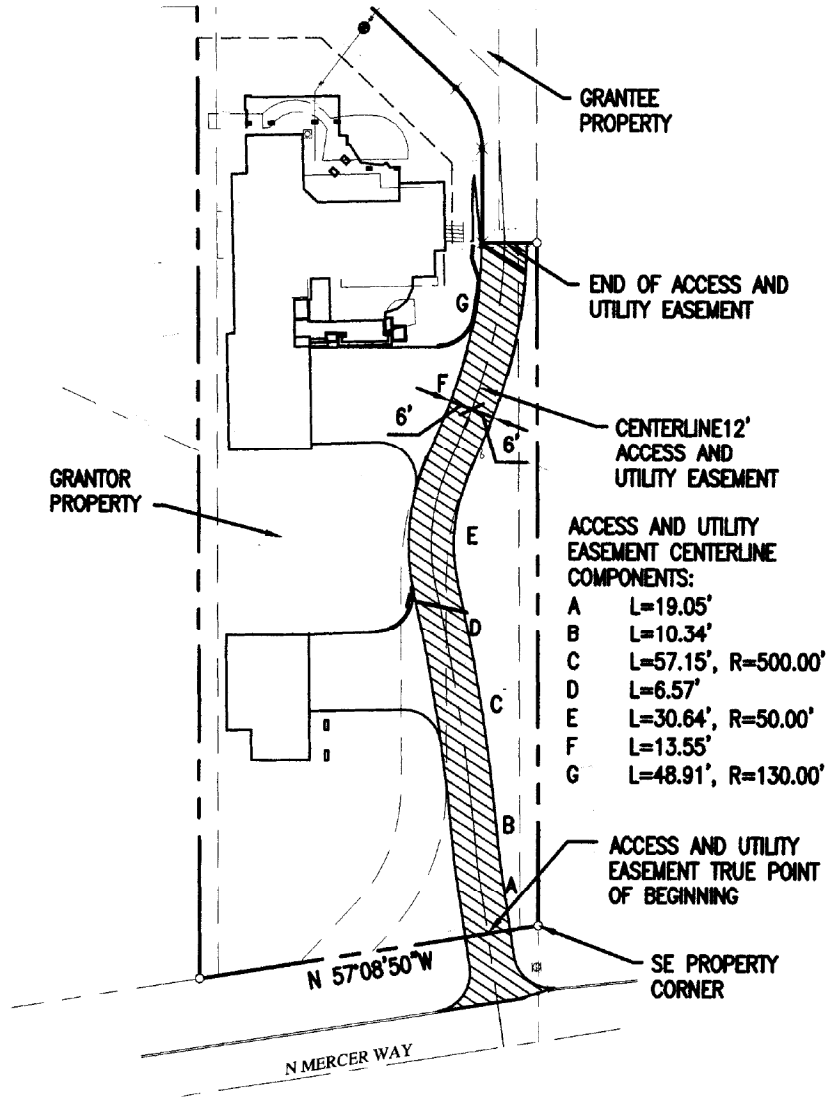 GRANTEE
PROPERTY
END OF ACCESS AND
UTILITY EASEMENT
G
F
6'
6'
CENTERLINE12'
ACCESS AND
UTILITY EASEMENT
GRANTOR
PROPERTY
E
ACCESS AND UTILITY
EASEMENT CENTERLINE
COMPONENTS:
A L=19.05'
B L=10.34'
C L=57.15', R=500.00'
D L=6.57'
E L=30.64', R=50.00'
F L=13.55'
G L=48.91', R=130.00'
D
C
B
A
ACCESS AND UTILITY
EASEMENT TRUE POINT
OF BEGINNING
N 57°08'50"W
SE PROPERTY
CORNER
N MERCER WAY